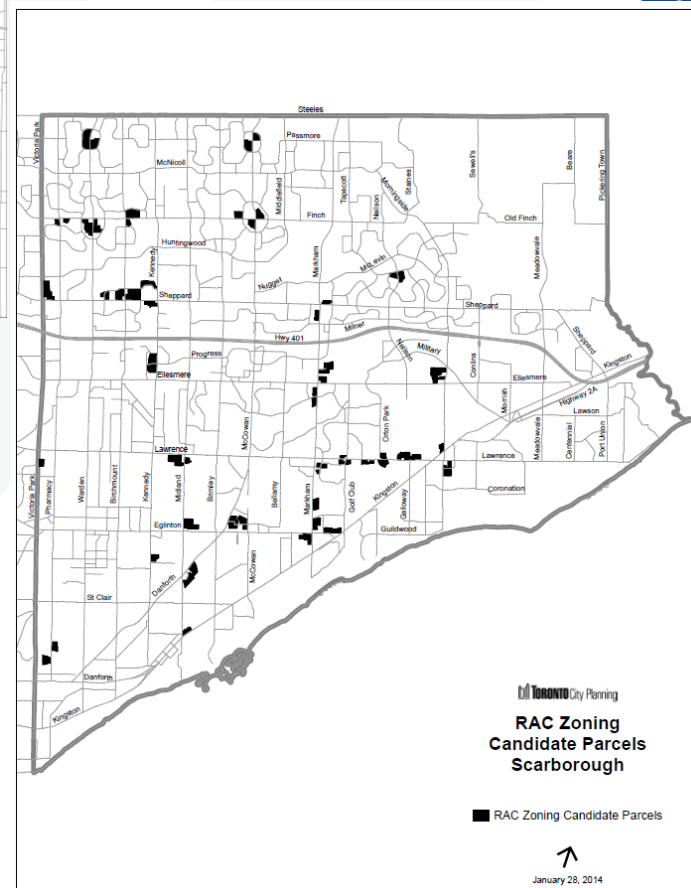 Steeles
Victoria Park
Passmore
McNicoll
Middlefield
Tapscott
Neilson
Morningside
Staines
Sewell's
Beare
Pickering Town
Finch
Old Finch
Huntingwood
Kennedy
Markham
McLevin
Nugget
Meadowvale
Sheppard
Sheppard
Hwy 401
Milner
Progress
Neilson
Military
Conlins
Sheppard
Kingston
Ellesmere
Ellesmere
Morrish
Highway 2A
Lawson
McCowan
Orton Park
Meadowvale
Centennial
Port Union
Lawrence
Lawrence
Victoria Park
Pharmacy
Warden
Birchmount
Kennedy
Midland
Brimley
Bellamy
Markham
Golf Club
Kingston
Galloway
Coronation
Eglinton
Guildwood
McCowan
Danforth
St Clair
Danforth
Kingston
TORONTO City Planning
RAC Zoning
Candidate Parcels
Scarborough
RAC Zoning Candidate Parcels
January 28, 2014